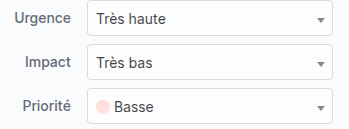 Urgence Très haute
Impact Très bas
Priorité Basse